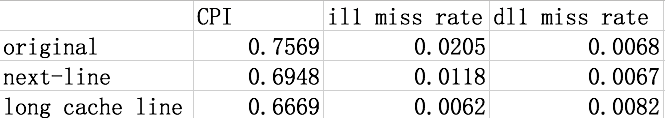 CPI il1 miss rate dl1 miss rate
original 0.7569 0.0205 0.0068
next-line 0.6948 0.0118 0.0067
long cache line 0.6669 0.0062 0.0082